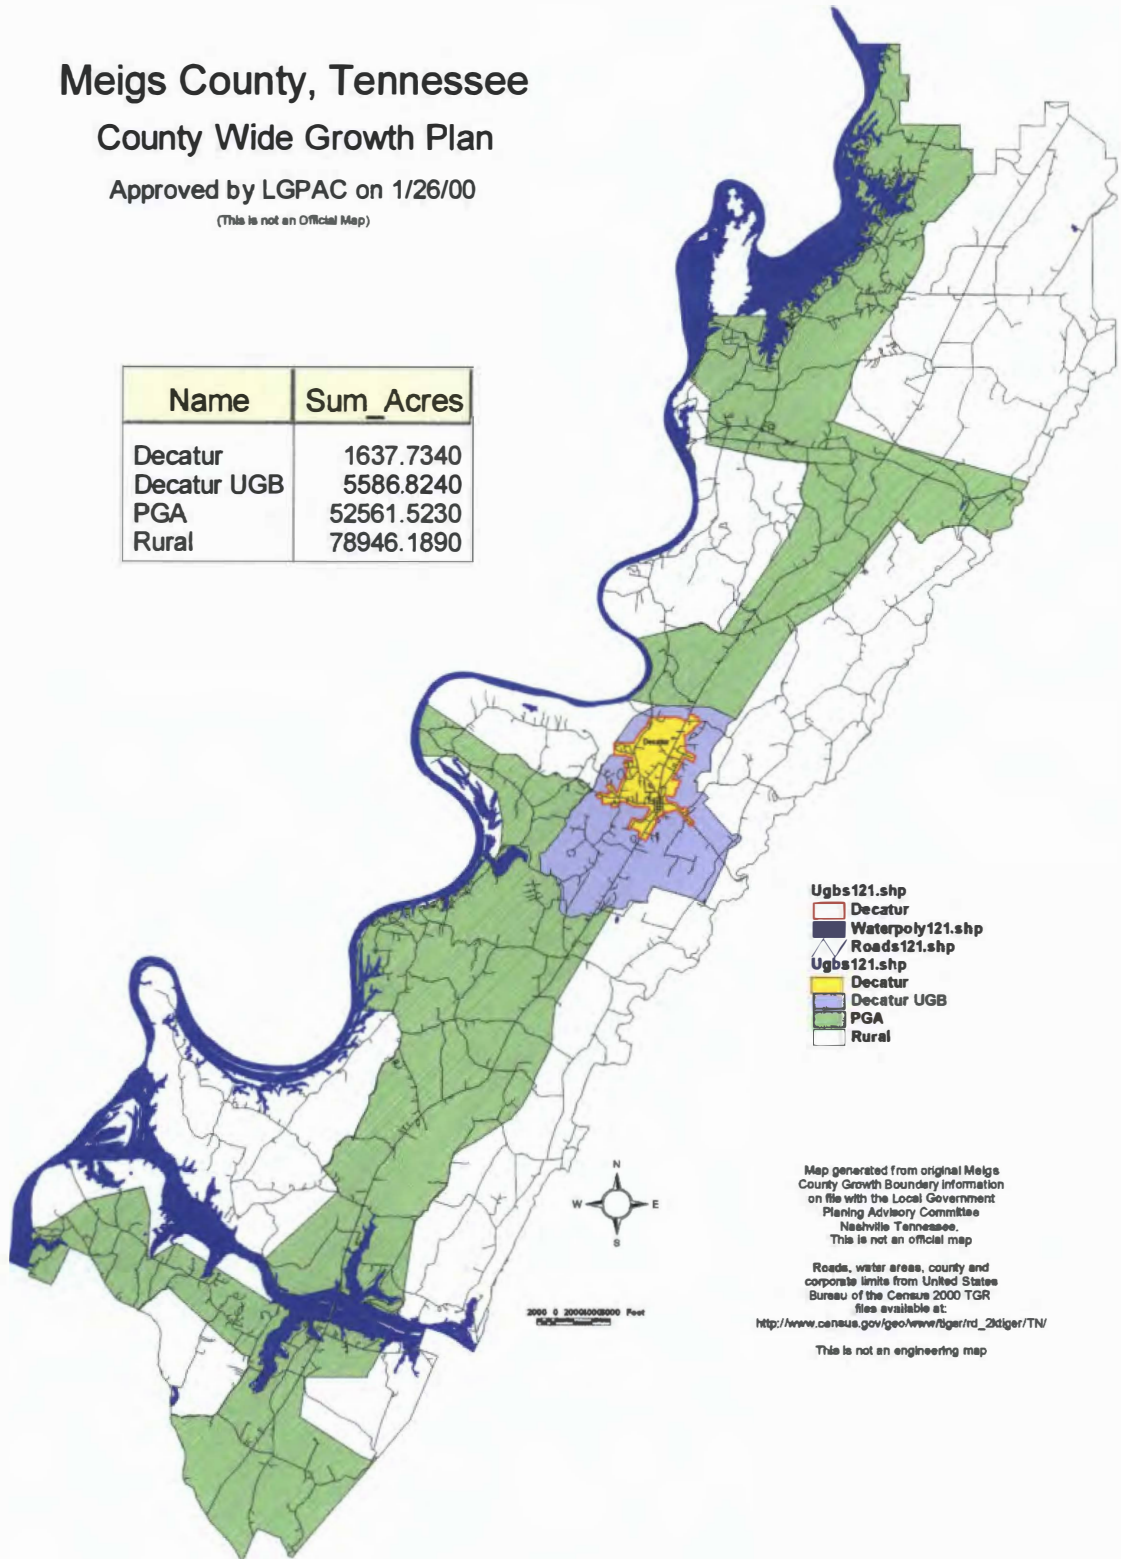 Meigs County, Tennessee
County Wide Growth Plan
Approved by LGPAC on 1/26/00
(This is not an Official Map)
Name Sum_Acres
Decatur 1637.7340
Decatur UGB 5586.8240
PGA 52561.5230
Rural 78946.1890
Decatur
Ugbs121.shp
Decatur
Waterpoly121.shp
Roads121.shp
Ugbs121.shp
Decatur
Decatur UGB
PGA
Rural
N
W E
S
2000 0 2000 Feet
Map generated from original Meigs
County Growth Boundary Information
on file with the Local Government
Planing Advisory Committee
Nashville Tennessee.
This is not an official map
Roads, water areas, county and
corporate limits from United States
Bureau of the Census 2000 TGR
files available at:
http://www.census.gov/geo/www/tiger/rd_2ktiger/TN/
This is not an engineering map